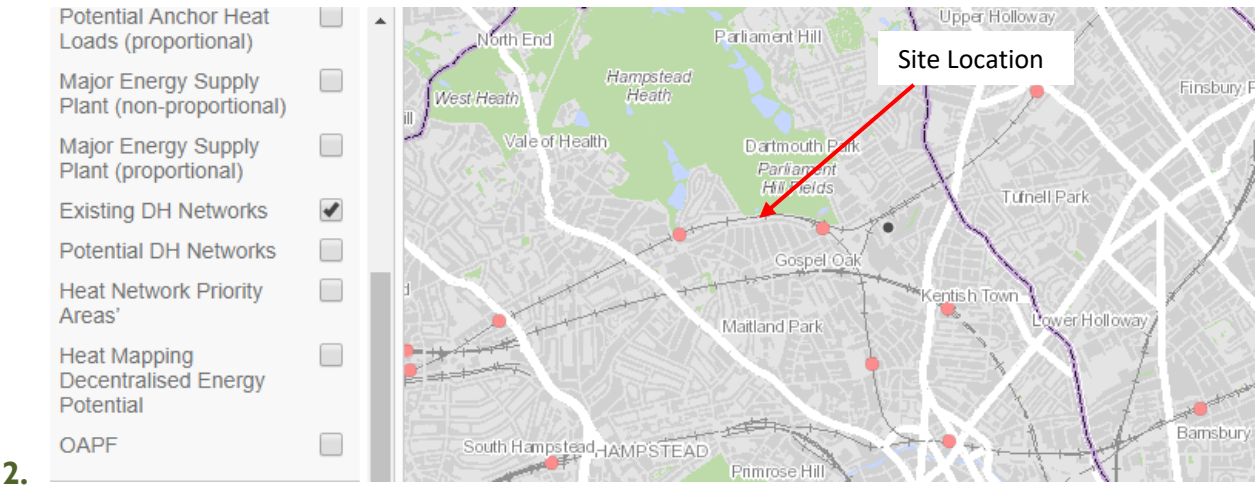 Potential Anchor Heat
Loads (proportional)
Major Energy Supply
Plant (non-proportional)
Major Energy Supply
Plant (proportional)
Existing DH Networks
Potential DH Networks
Heat Network Priority
Areas'
Heat Mapping
Decentralised Energy
Potential
OAPF
2.
Upper Holloway
North End
Parliament Hill
Site Location
Hampstead
Heath
West Heath
Finsbury
Vale of Health
Dartmouth Park
Parliament
Hill Fields
Tufnell Park
Gospel Oak
Kentish Town
Lower Holloway
Maitland Park
South Hampstead
HAMPSTEAD
Barnsbury
Primrose Hill